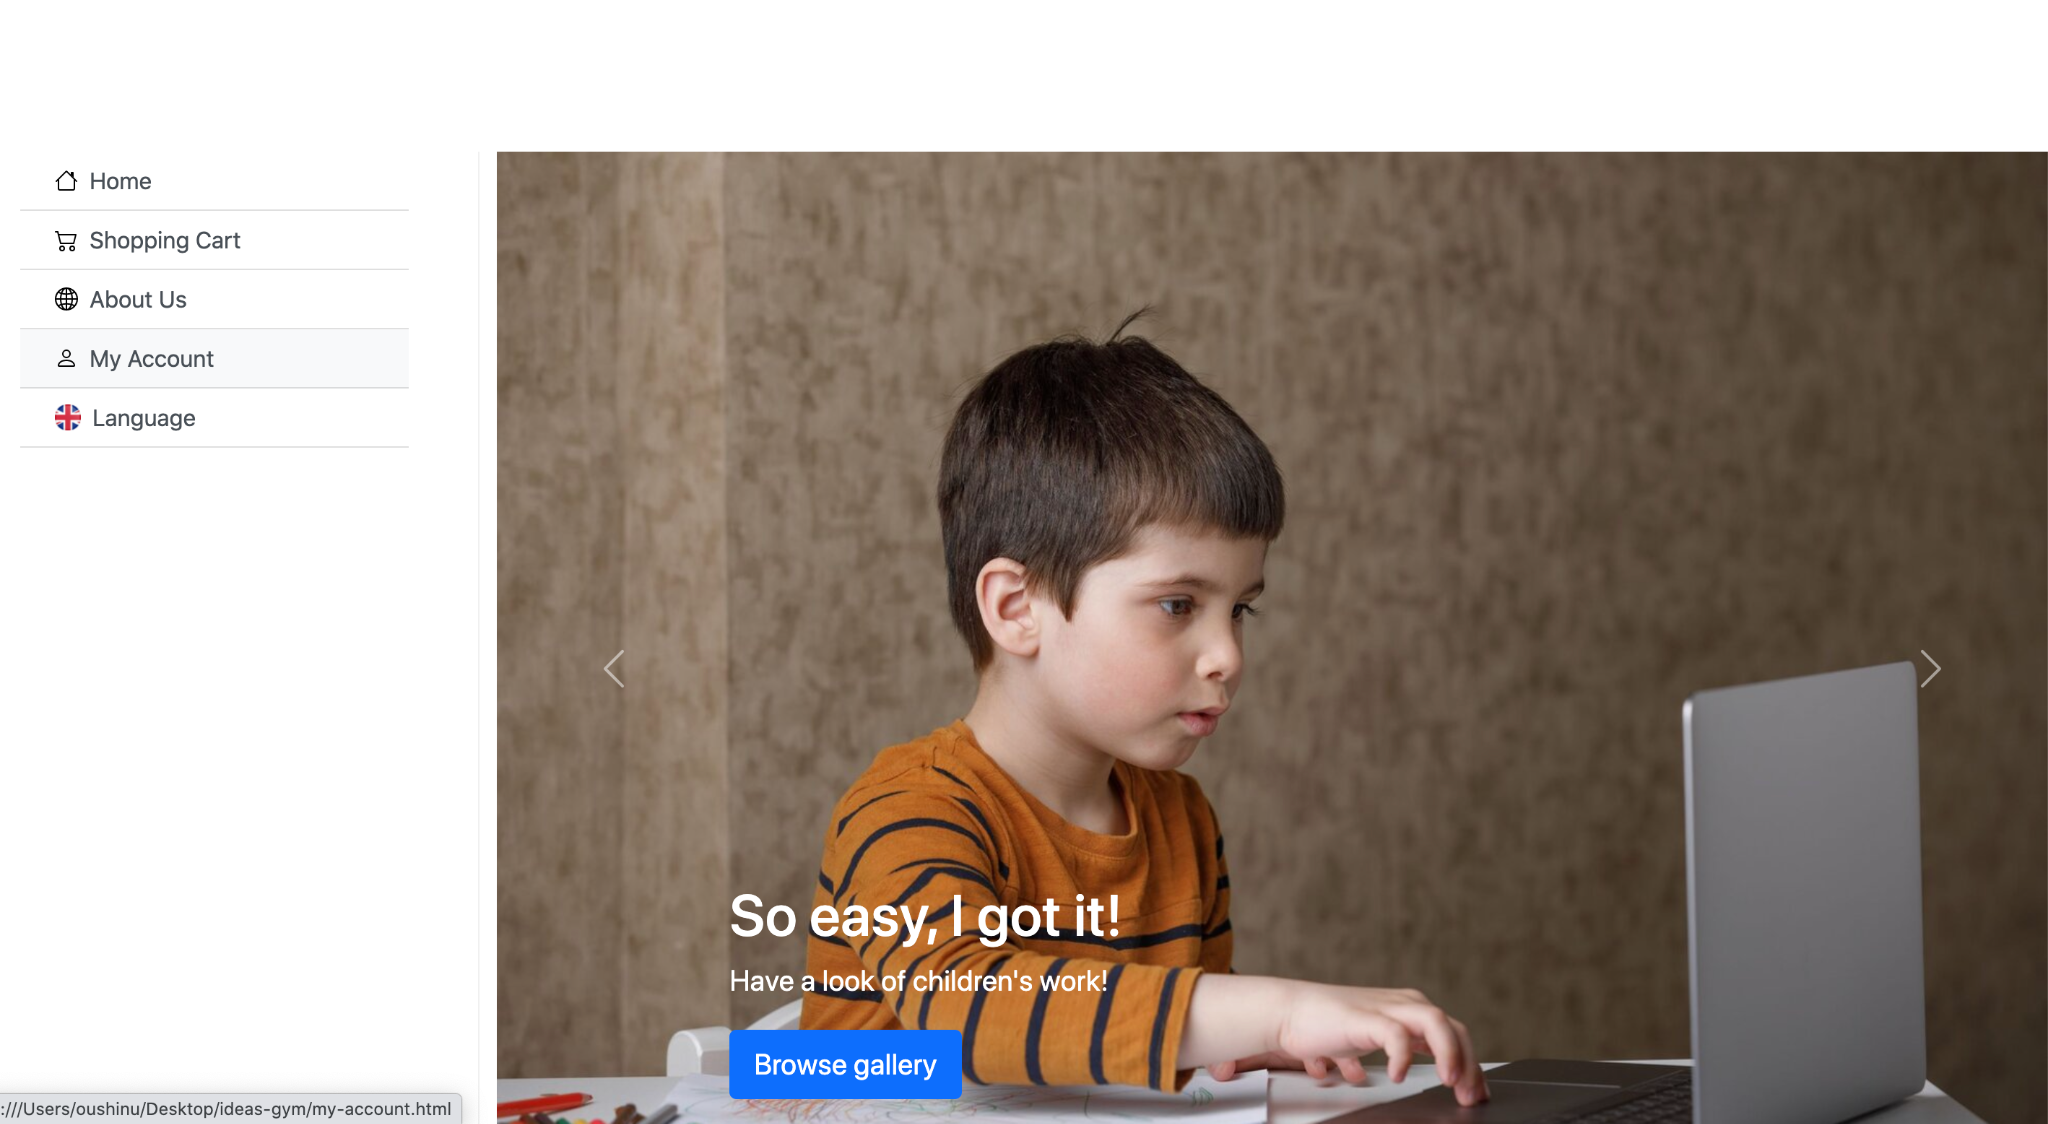 Home
Shopping Cart
About Us
My Account
Language
So easy, I got it!
Have a look of children's work!
Browse gallery
:///Users/oushinu/Desktop/ideas-gym/my-account.html